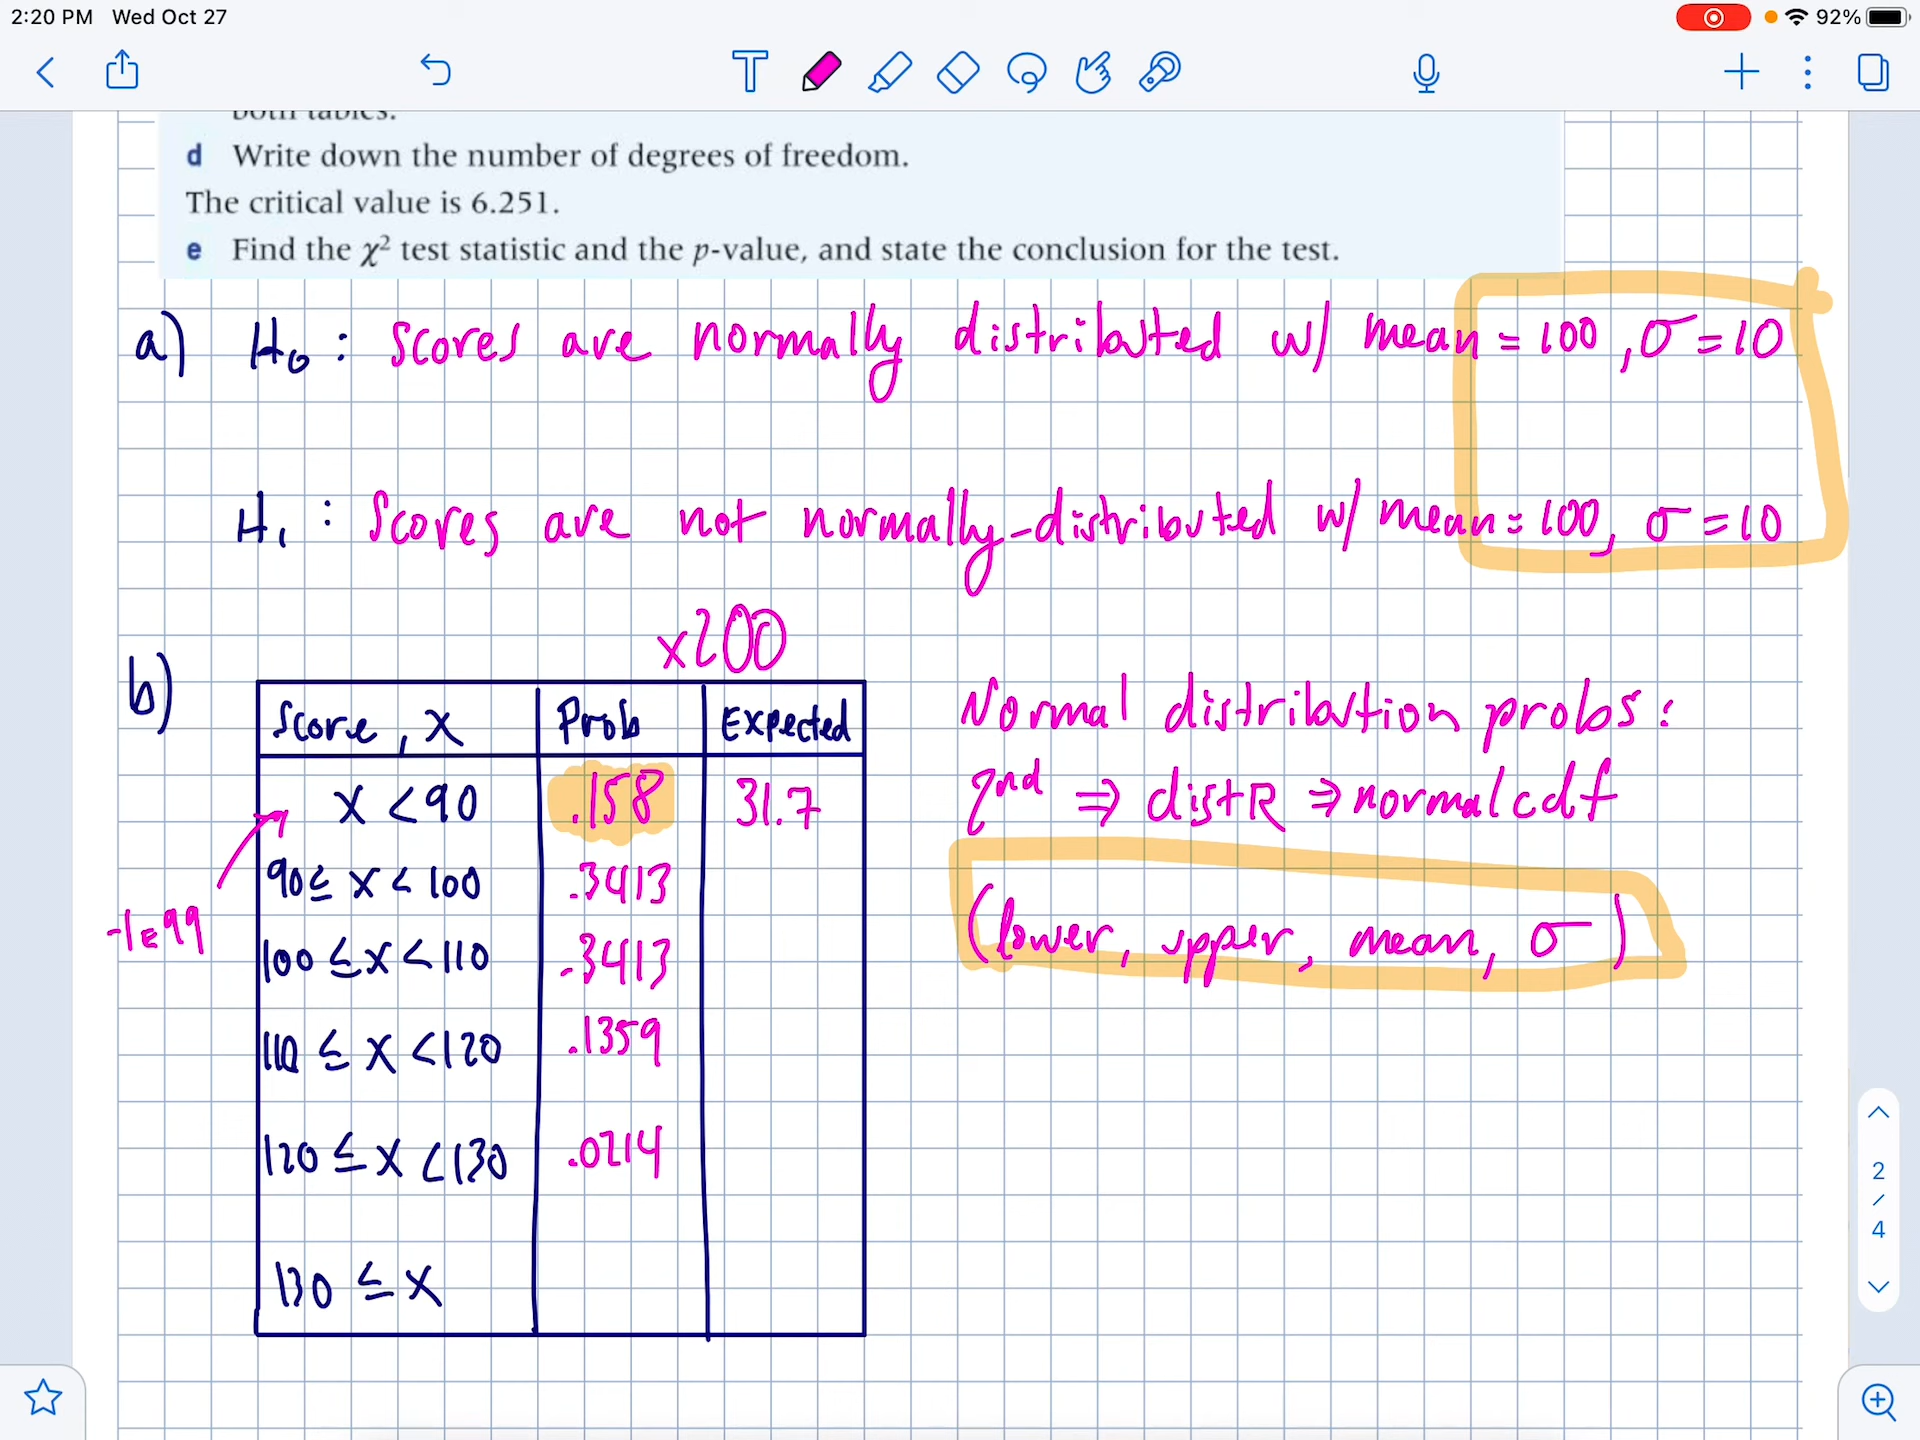 2:20 PM Wed Oct 27
92%
both tables.
d Write down the number of degrees of freedom.
The critical value is 6.251.
e Find the χ² test statistic and the p-value, and state the conclusion for the test.
a) H₀ : Scores are normally distributed w/ mean = 100, σ = 10
H₁ : Scores are not normally-distributed w/ mean = 100, σ = 10
x200
b)
Score, x Prob Expected
x < 90 .158 31.7
90 ≤ x < 100 .3413
-1E99
100 ≤ x < 110 .3413
110 ≤ x < 120 .1359
120 ≤ x < 130 .0214
130 ≤ x
Normal distribution probs:
2nd ⇒ distR ⇒ normalcdf
(lower, upper, mean, σ)
2
/
4